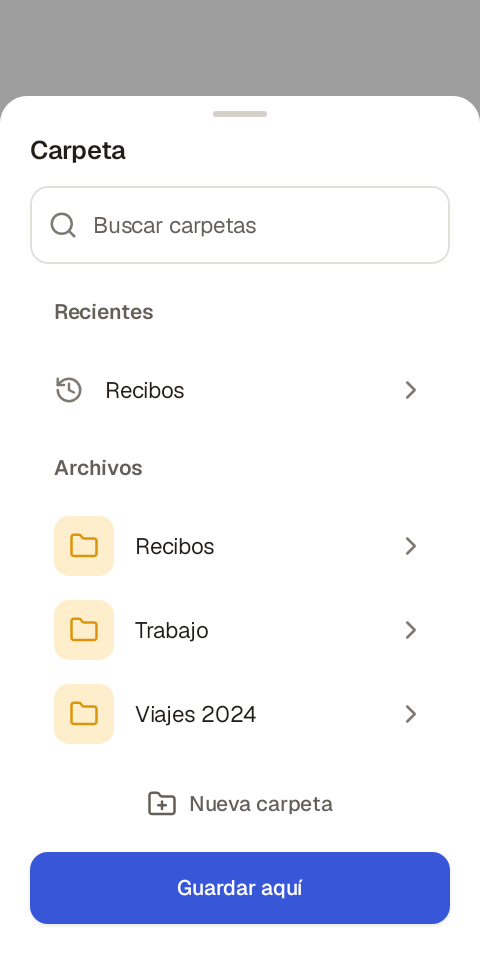 Carpeta
Buscar carpetas
Recientes
Recibos
Archivos
Recibos
Trabajo
Viajes 2024
Nueva carpeta
Guardar aquí